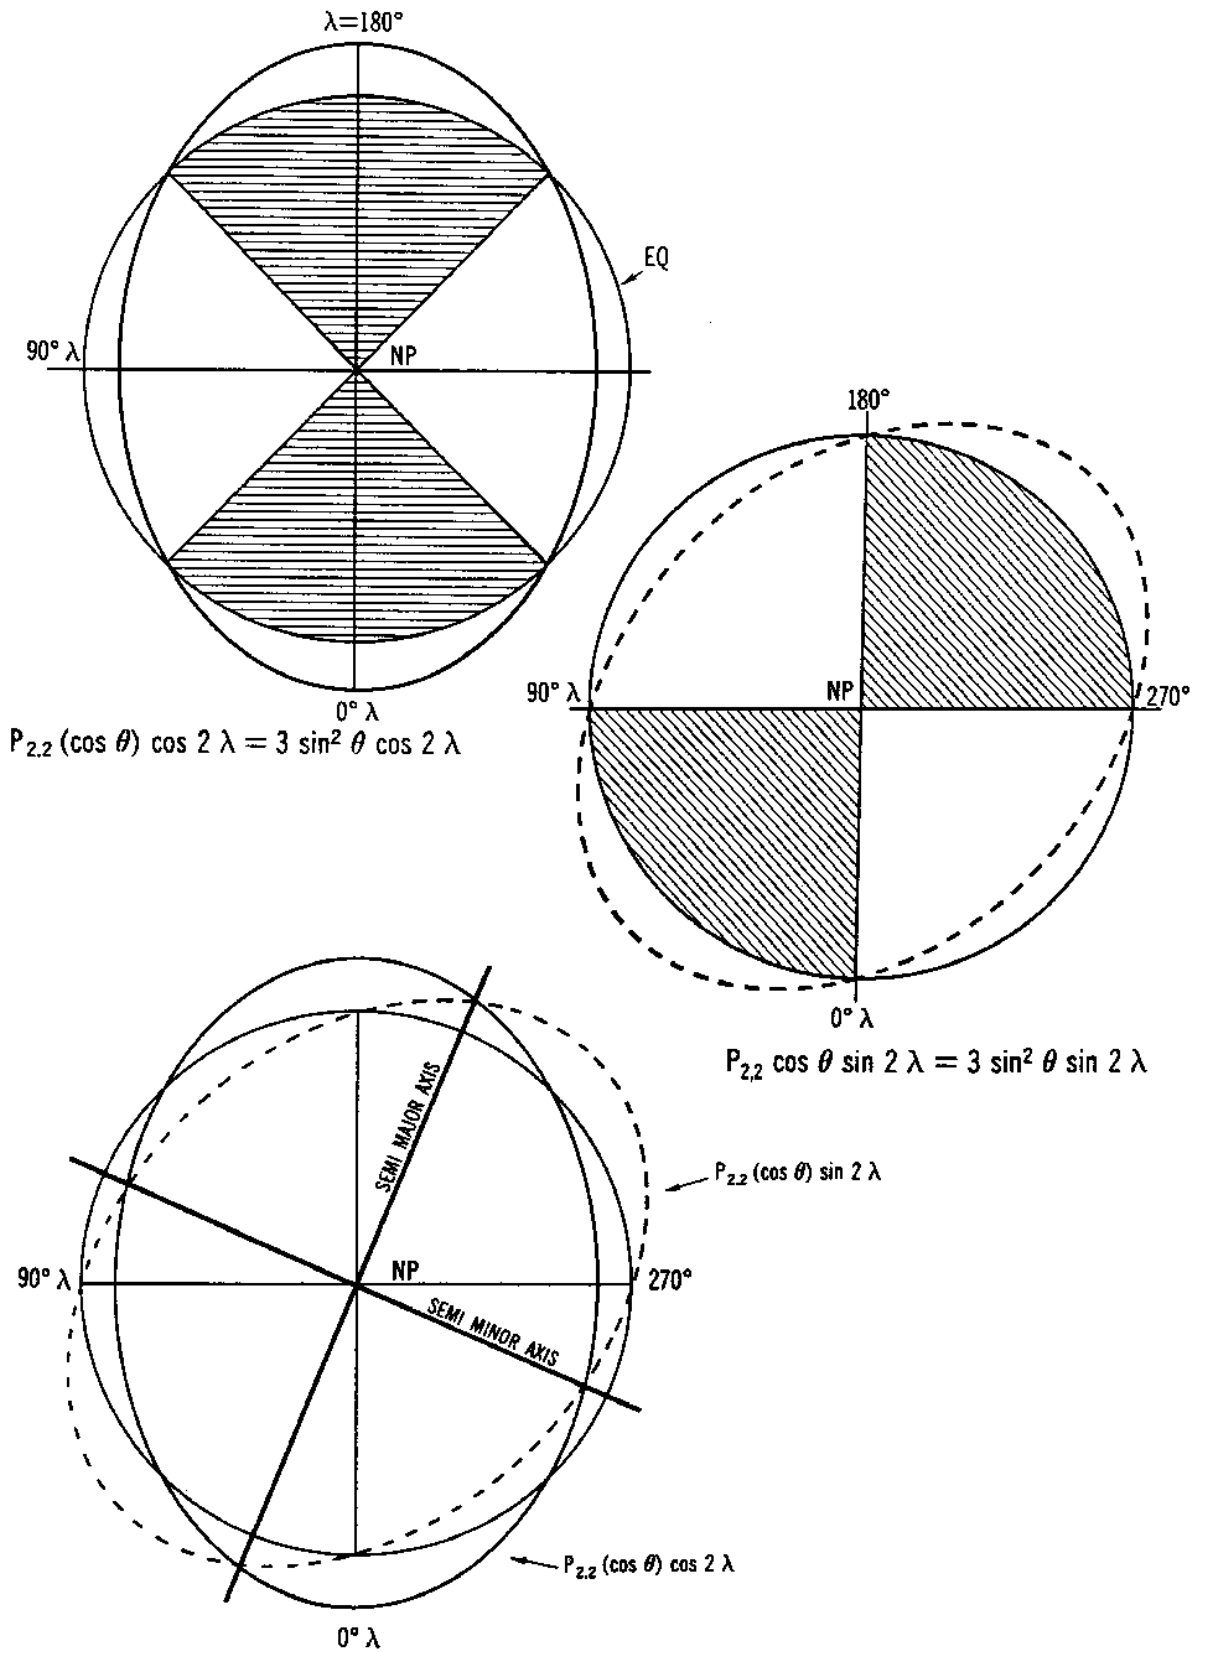 λ=180°
EQ
90° λ
NP
0° λ
P₂.₂ (cos θ) cos 2 λ = 3 sin² θ cos 2 λ
180°
90° λ
NP
270°
0° λ
P₂,₂ cos θ sin 2 λ = 3 sin² θ sin 2 λ
SEMI MAJOR AXIS
P₂.₂ (cos θ) sin 2 λ
90° λ
NP
270°
SEMI MINOR AXIS
P₂.₂ (cos θ) cos 2 λ
0° λ